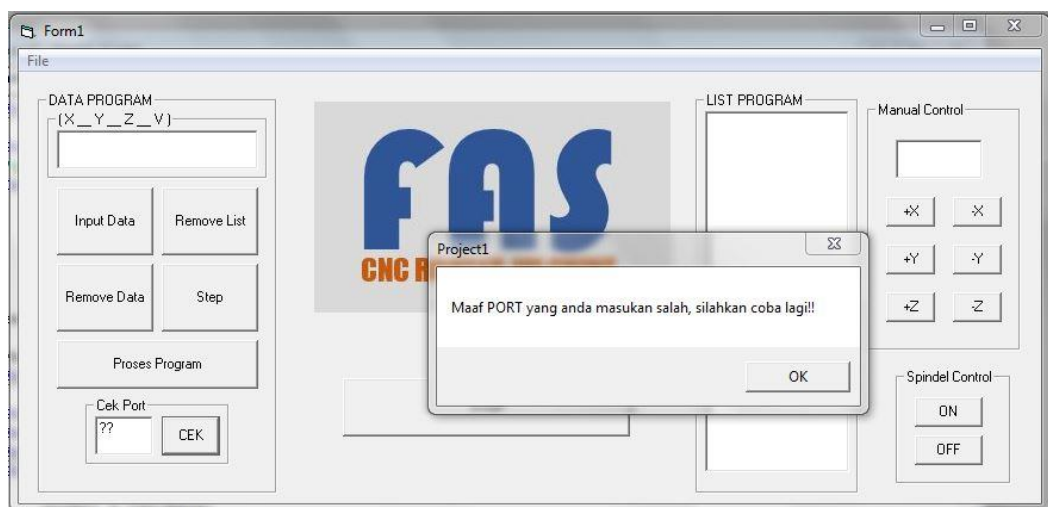 Form1
File
DATA PROGRAM
(X__Y__Z__V)
Input Data
Remove List
Remove Data
Step
Proses Program
Cek Port
??
CEK
FAS
CNC
Project1
Maaf PORT yang anda masukan salah, silahkan coba lagi!!
OK
LIST PROGRAM
Manual Control
+X
-X
+Y
-Y
+Z
-Z
Spindel Control
ON
OFF